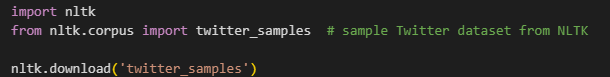 import nltk
from nltk.corpus import twitter_samples  # sample Twitter dataset from NLTK
nltk.download('twitter_samples')